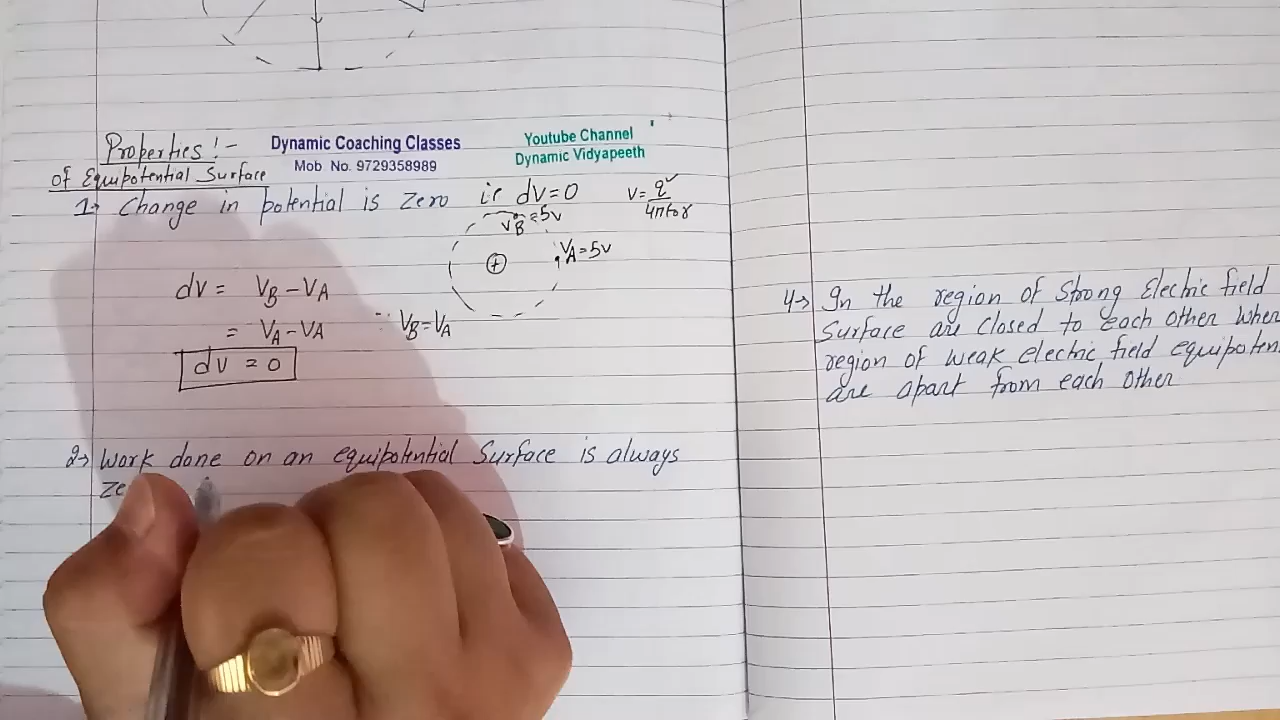 Properties :-
of Equipotential Surface
Dynamic Coaching Classes
Mob No. 9729358989
Youtube Channel
Dynamic Vidyapeeth
1→ Change in potential is zero ie dv=0
V= q / 4πϵor
VB=5v
VA=5v
+
dv = VB-VA
= VA-VA ∵ VB=VA
dv = 0
2→ Work done on an equipotential Surface is always
ze
4→ In the region of Strong Electric field
Surface are closed to each other Wher
region of weak electric field equipoten
are apart from each other